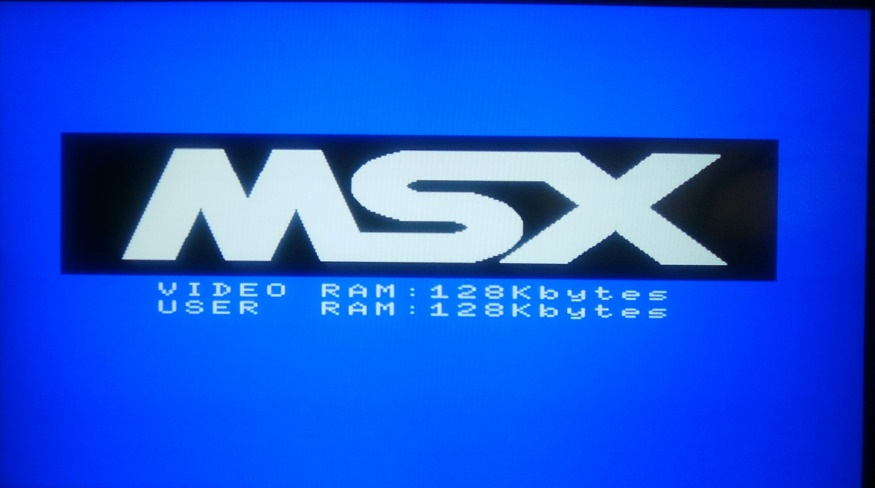 MSX
VIDEO RAM:128Kbytes
USER RAM:128Kbytes